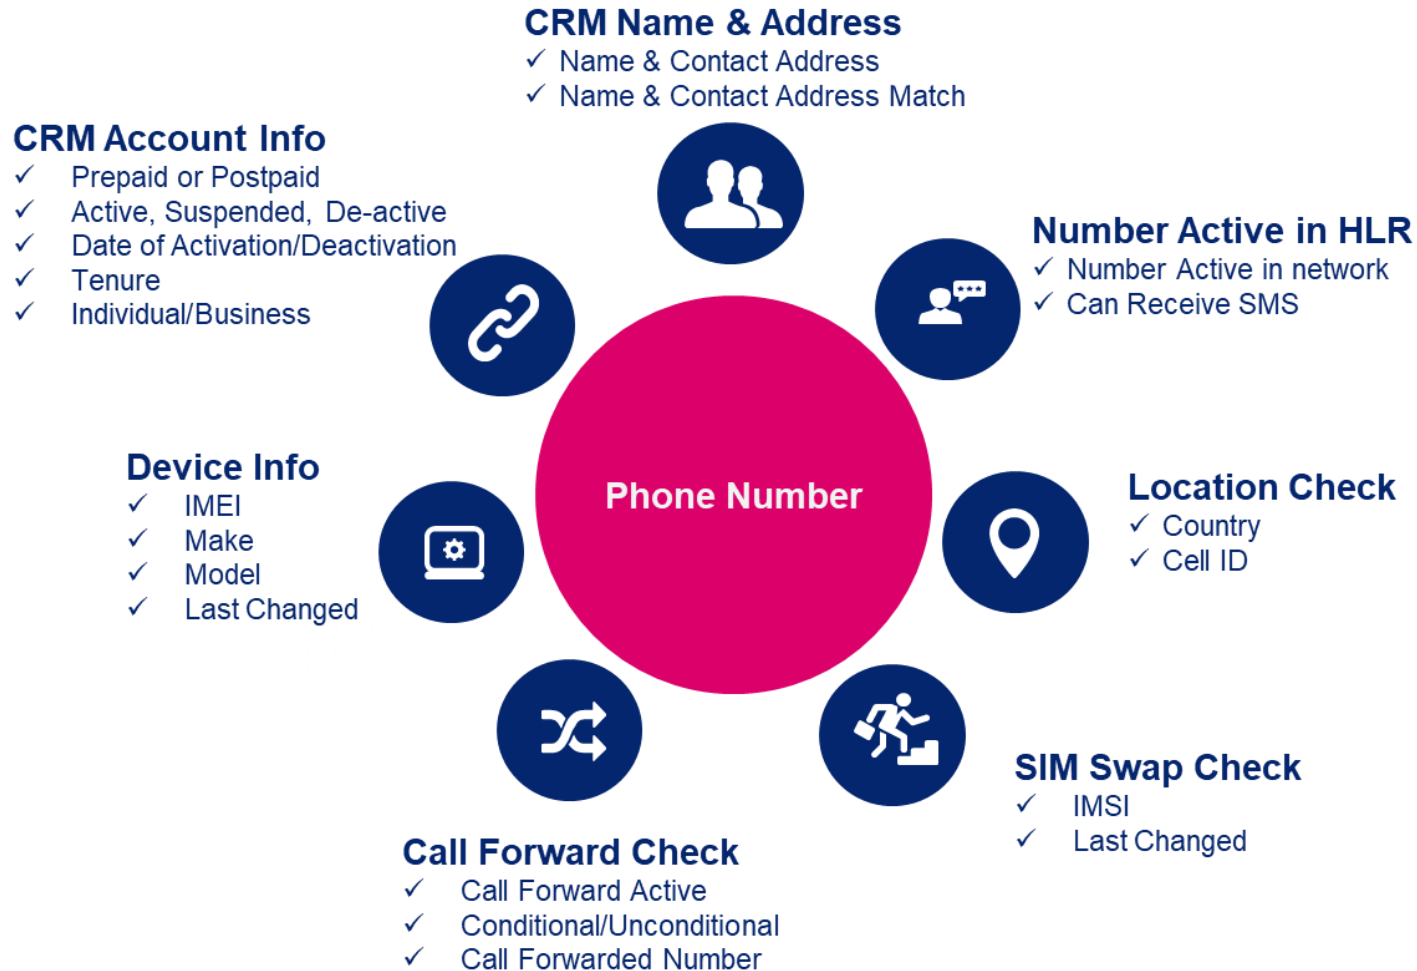 CRM Name & Address
✓ Name & Contact Address
✓ Name & Contact Address Match
CRM Account Info
✓ Prepaid or Postpaid
✓ Active, Suspended, De-active
✓ Date of Activation/Deactivation
✓ Tenure
✓ Individual/Business
Number Active in HLR
✓ Number Active in network
✓ Can Receive SMS
Device Info
✓ IMEI
✓ Make
✓ Model
✓ Last Changed
Phone Number
Location Check
✓ Country
✓ Cell ID
SIM Swap Check
✓ IMSI
✓ Last Changed
Call Forward Check
✓ Call Forward Active
✓ Conditional/Unconditional
✓ Call Forwarded Number